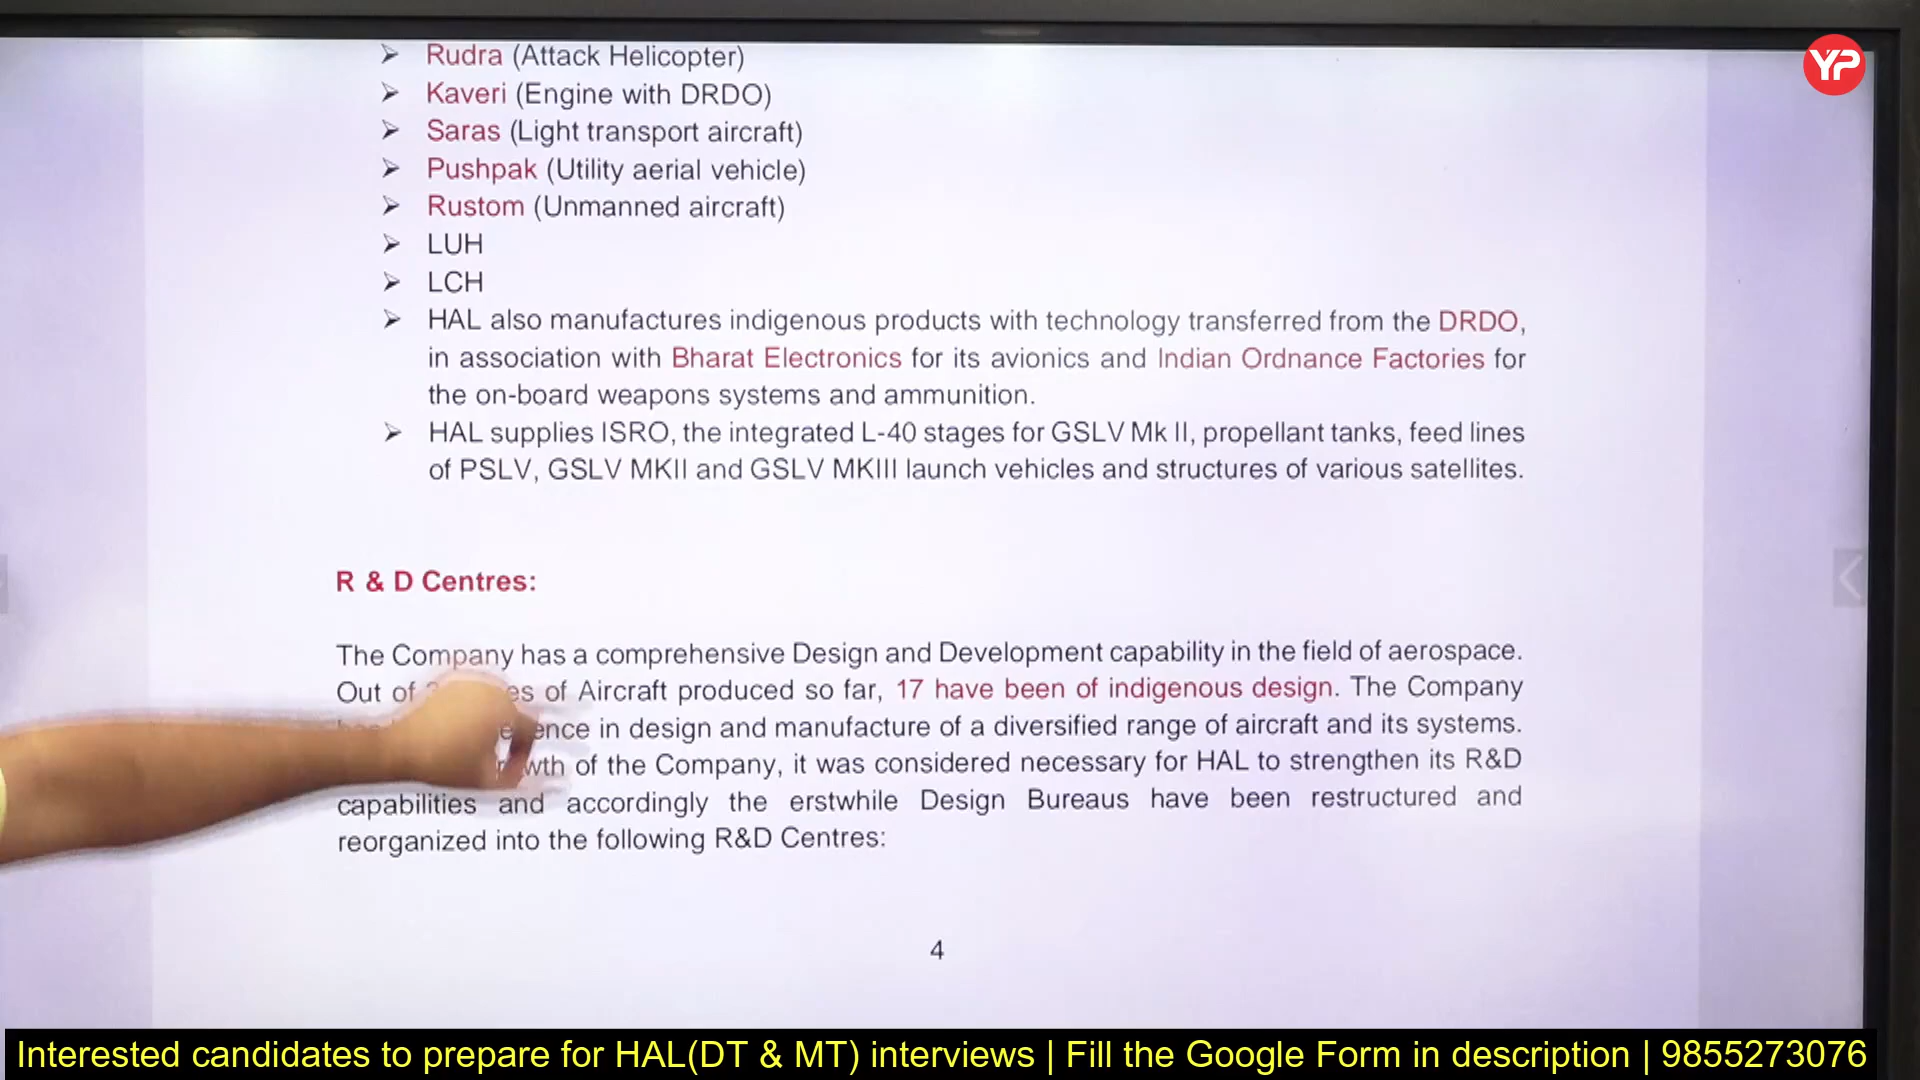 YP
➢ Rudra (Attack Helicopter)
➢ Kaveri (Engine with DRDO)
➢ Saras (Light transport aircraft)
➢ Pushpak (Utility aerial vehicle)
➢ Rustom (Unmanned aircraft)
➢ LUH
➢ LCH
➢ HAL also manufactures indigenous products with technology transferred from the DRDO,
in association with Bharat Electronics for its avionics and Indian Ordnance Factories for
the on-board weapons systems and ammunition.
➢ HAL supplies ISRO, the integrated L-40 stages for GSLV Mk II, propellant tanks, feed lines
of PSLV, GSLV MKII and GSLV MKIII launch vehicles and structures of various satellites.
R & D Centres:
The Company has a comprehensive Design and Development capability in the field of aerospace.
Out of of Aircraft produced so far, 17 have been of indigenous design. The Company
in design and manufacture of a diversified range of aircraft and its systems.
of the Company, it was considered necessary for HAL to strengthen its R&D
capabilities and accordingly the erstwhile Design Bureaus have been restructured and
reorganized into the following R&D Centres:
4
Interested candidates to prepare for HAL(DT & MT) interviews | Fill the Google Form in description | 9855273076